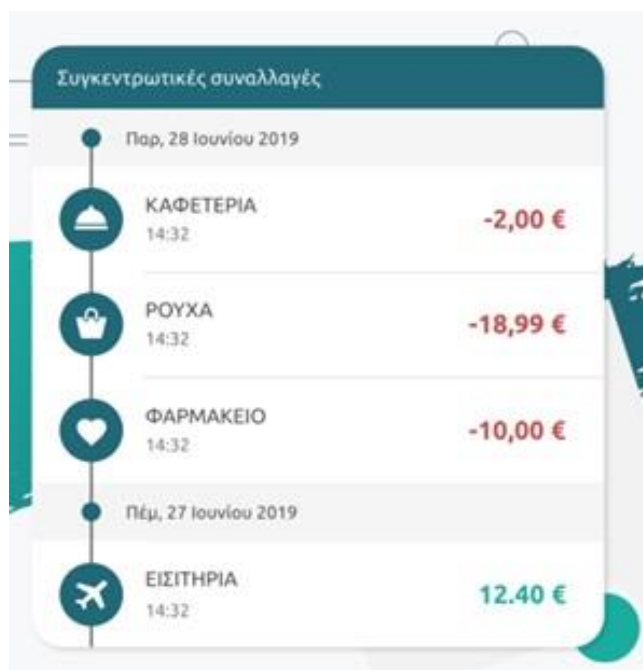 Συγκεντρωτικές συναλλαγές
Παρ, 28 Ιουνίου 2019
ΚΑΦΕΤΕΡΙΑ
-2,00 €
14:32
ΡΟΥΧΑ
-18,99 €
14:32
ΦΑΡΜΑΚΕΙΟ
-10,00 €
14:32
Πέμ, 27 Ιουνίου 2019
ΕΙΣΙΤΗΡΙΑ
12.40 €
14:32